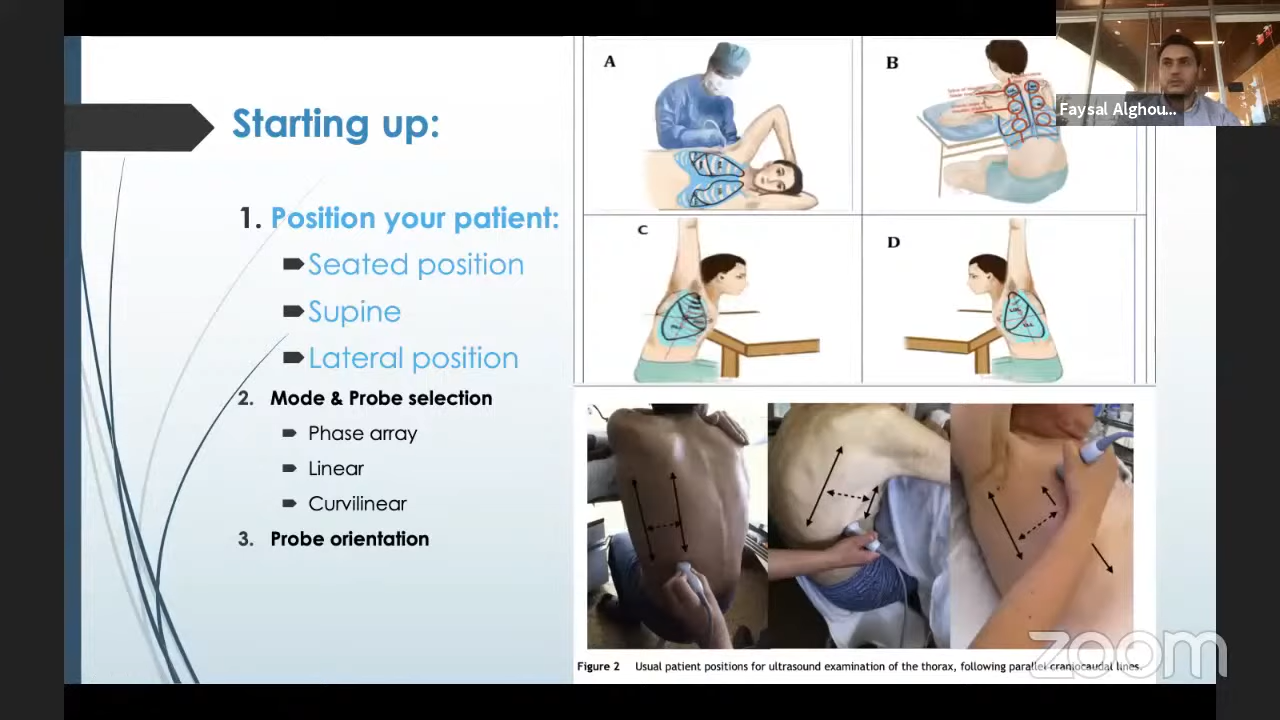 Starting up:
1. Position your patient:
Seated position
Supine
Lateral position
2. Mode & Probe selection
Phase array
Linear
Curvilinear
3. Probe orientation
A
B
C
D
Figure 2 Usual patient positions for ultrasound examination of the thorax, following parallel craniocaudal lines.
Faysal Alghou...
zoom